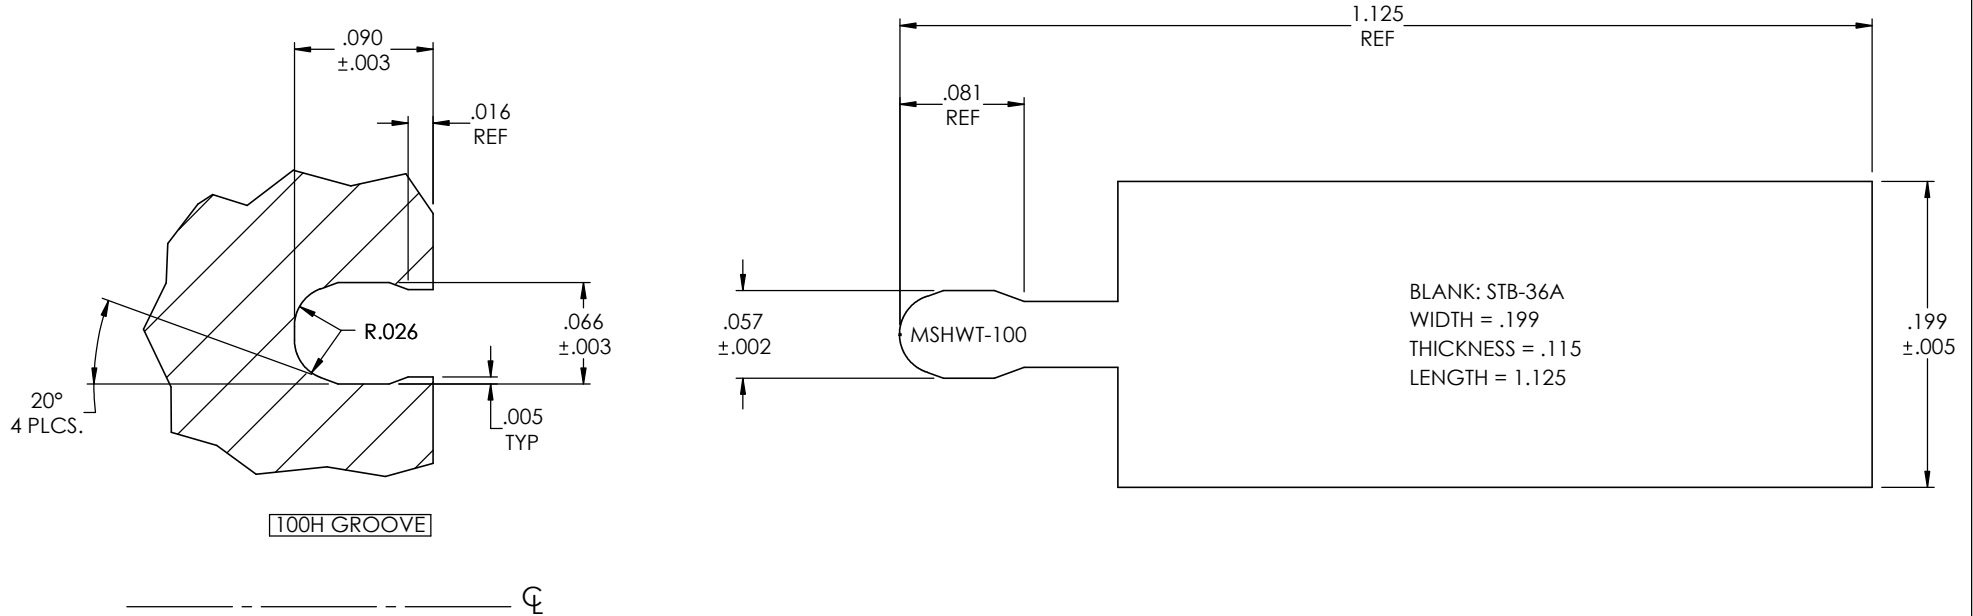 .090
±.003
.016
REF
R.026
.066
±.003
20°
4 PLCS.
.005
TYP
100H GROOVE
℄
1.125
REF
.081
REF
.057
±.002
MSHWT-100
BLANK: STB-36A
WIDTH = .199
THICKNESS = .115
LENGTH = 1.125
.199
±.005